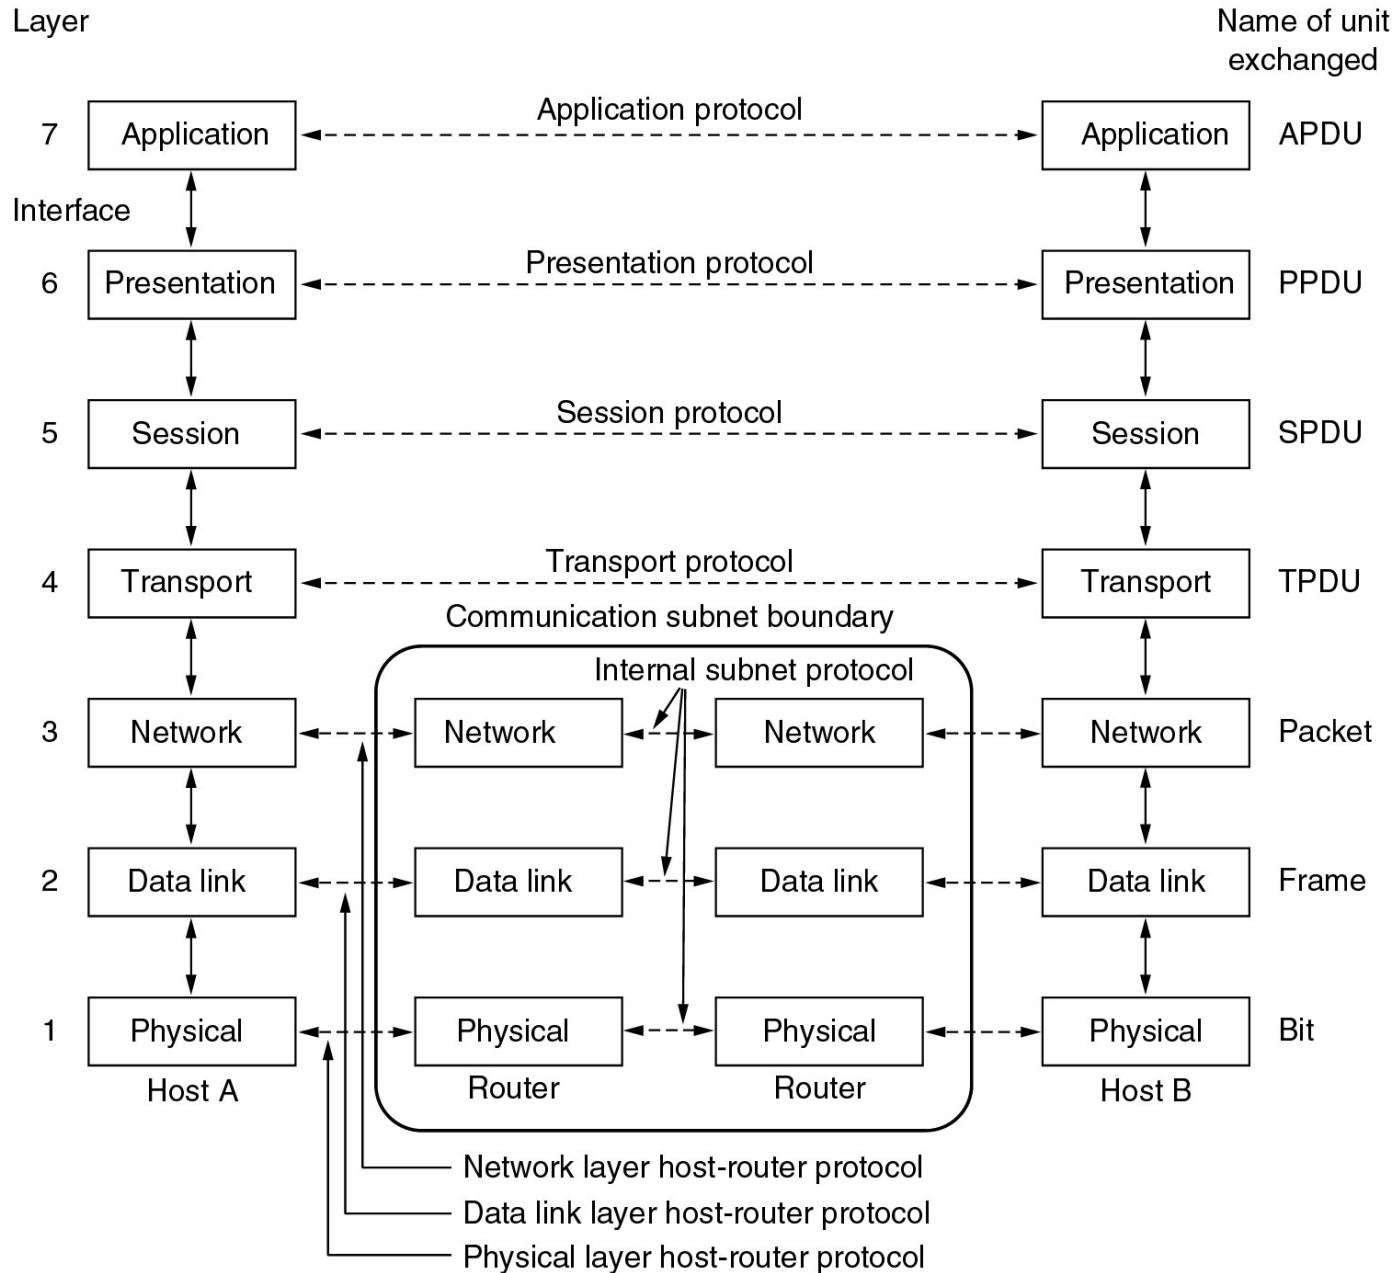 Layer
Name of unit
exchanged
Application protocol
7 Application Application APDU
Interface
Presentation protocol
6 Presentation Presentation PPDU
Session protocol
5 Session Session SPDU
Transport protocol
4 Transport Transport TPDU
Communication subnet boundary
Internal subnet protocol
3 Network Network Network Network Packet
2 Data link Data link Data link Data link Frame
1 Physical Physical Physical Physical Bit
Host A Router Router Host B
Network layer host-router protocol
Data link layer host-router protocol
Physical layer host-router protocol